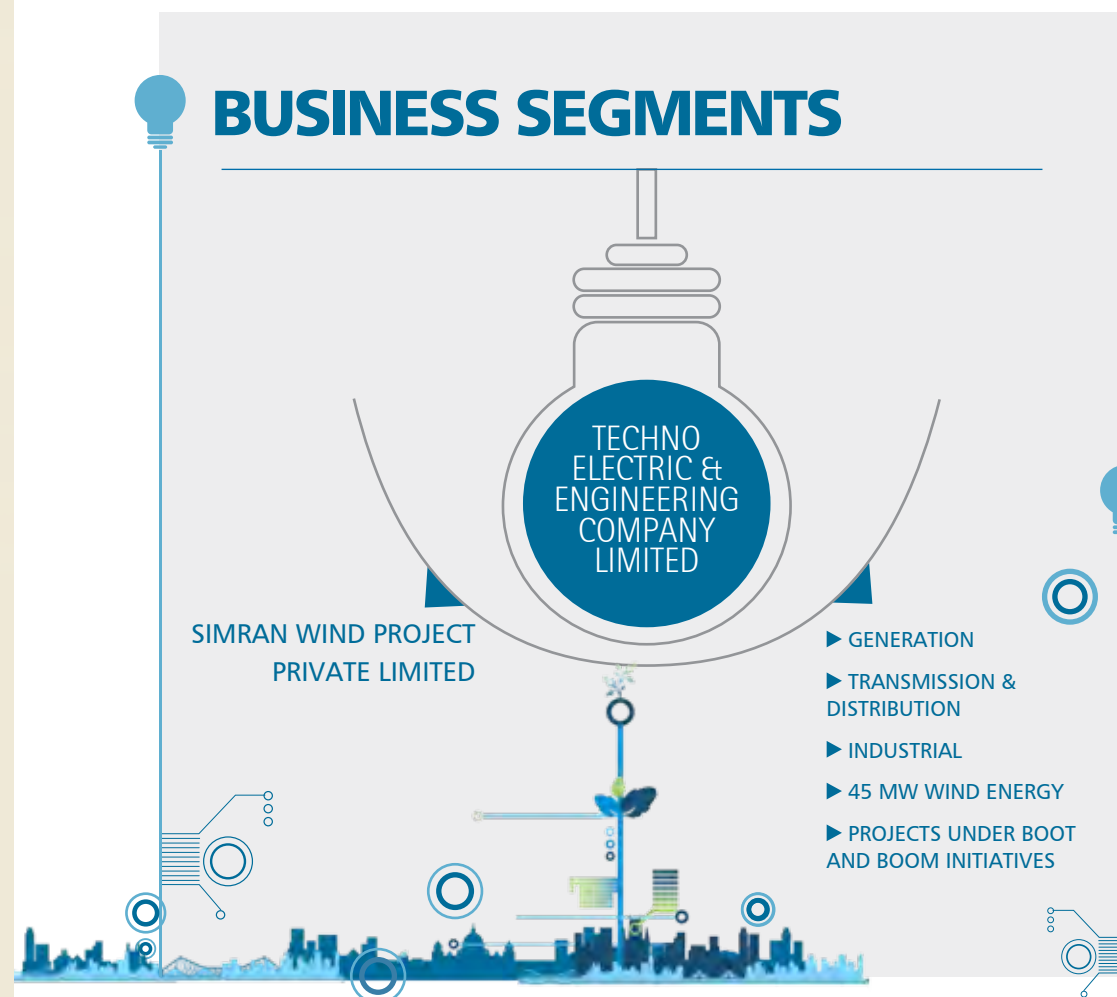 BUSINESS SEGMENTS
TECHNO
ELECTRIC &
ENGINEERING
COMPANY
LIMITED
SIMRAN WIND PROJECT
PRIVATE LIMITED
▶ GENERATION
▶ TRANSMISSION &
DISTRIBUTION
▶ INDUSTRIAL
▶ 45 MW WIND ENERGY
▶ PROJECTS UNDER BOOT
AND BOOM INITIATIVES